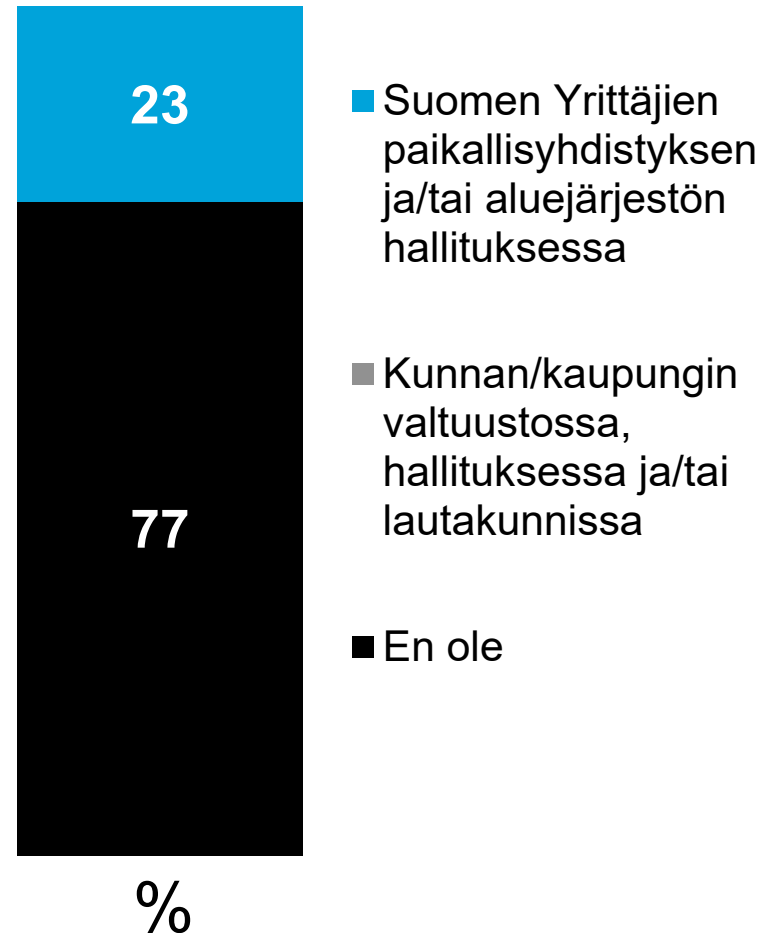 23
77
%
Suomen Yrittäjien
paikallisyhdistyksen
ja/tai aluejärjestön
hallituksessa
Kunnan/kaupungin
valtuustossa,
hallituksessa ja/tai
lautakunnissa
En ole